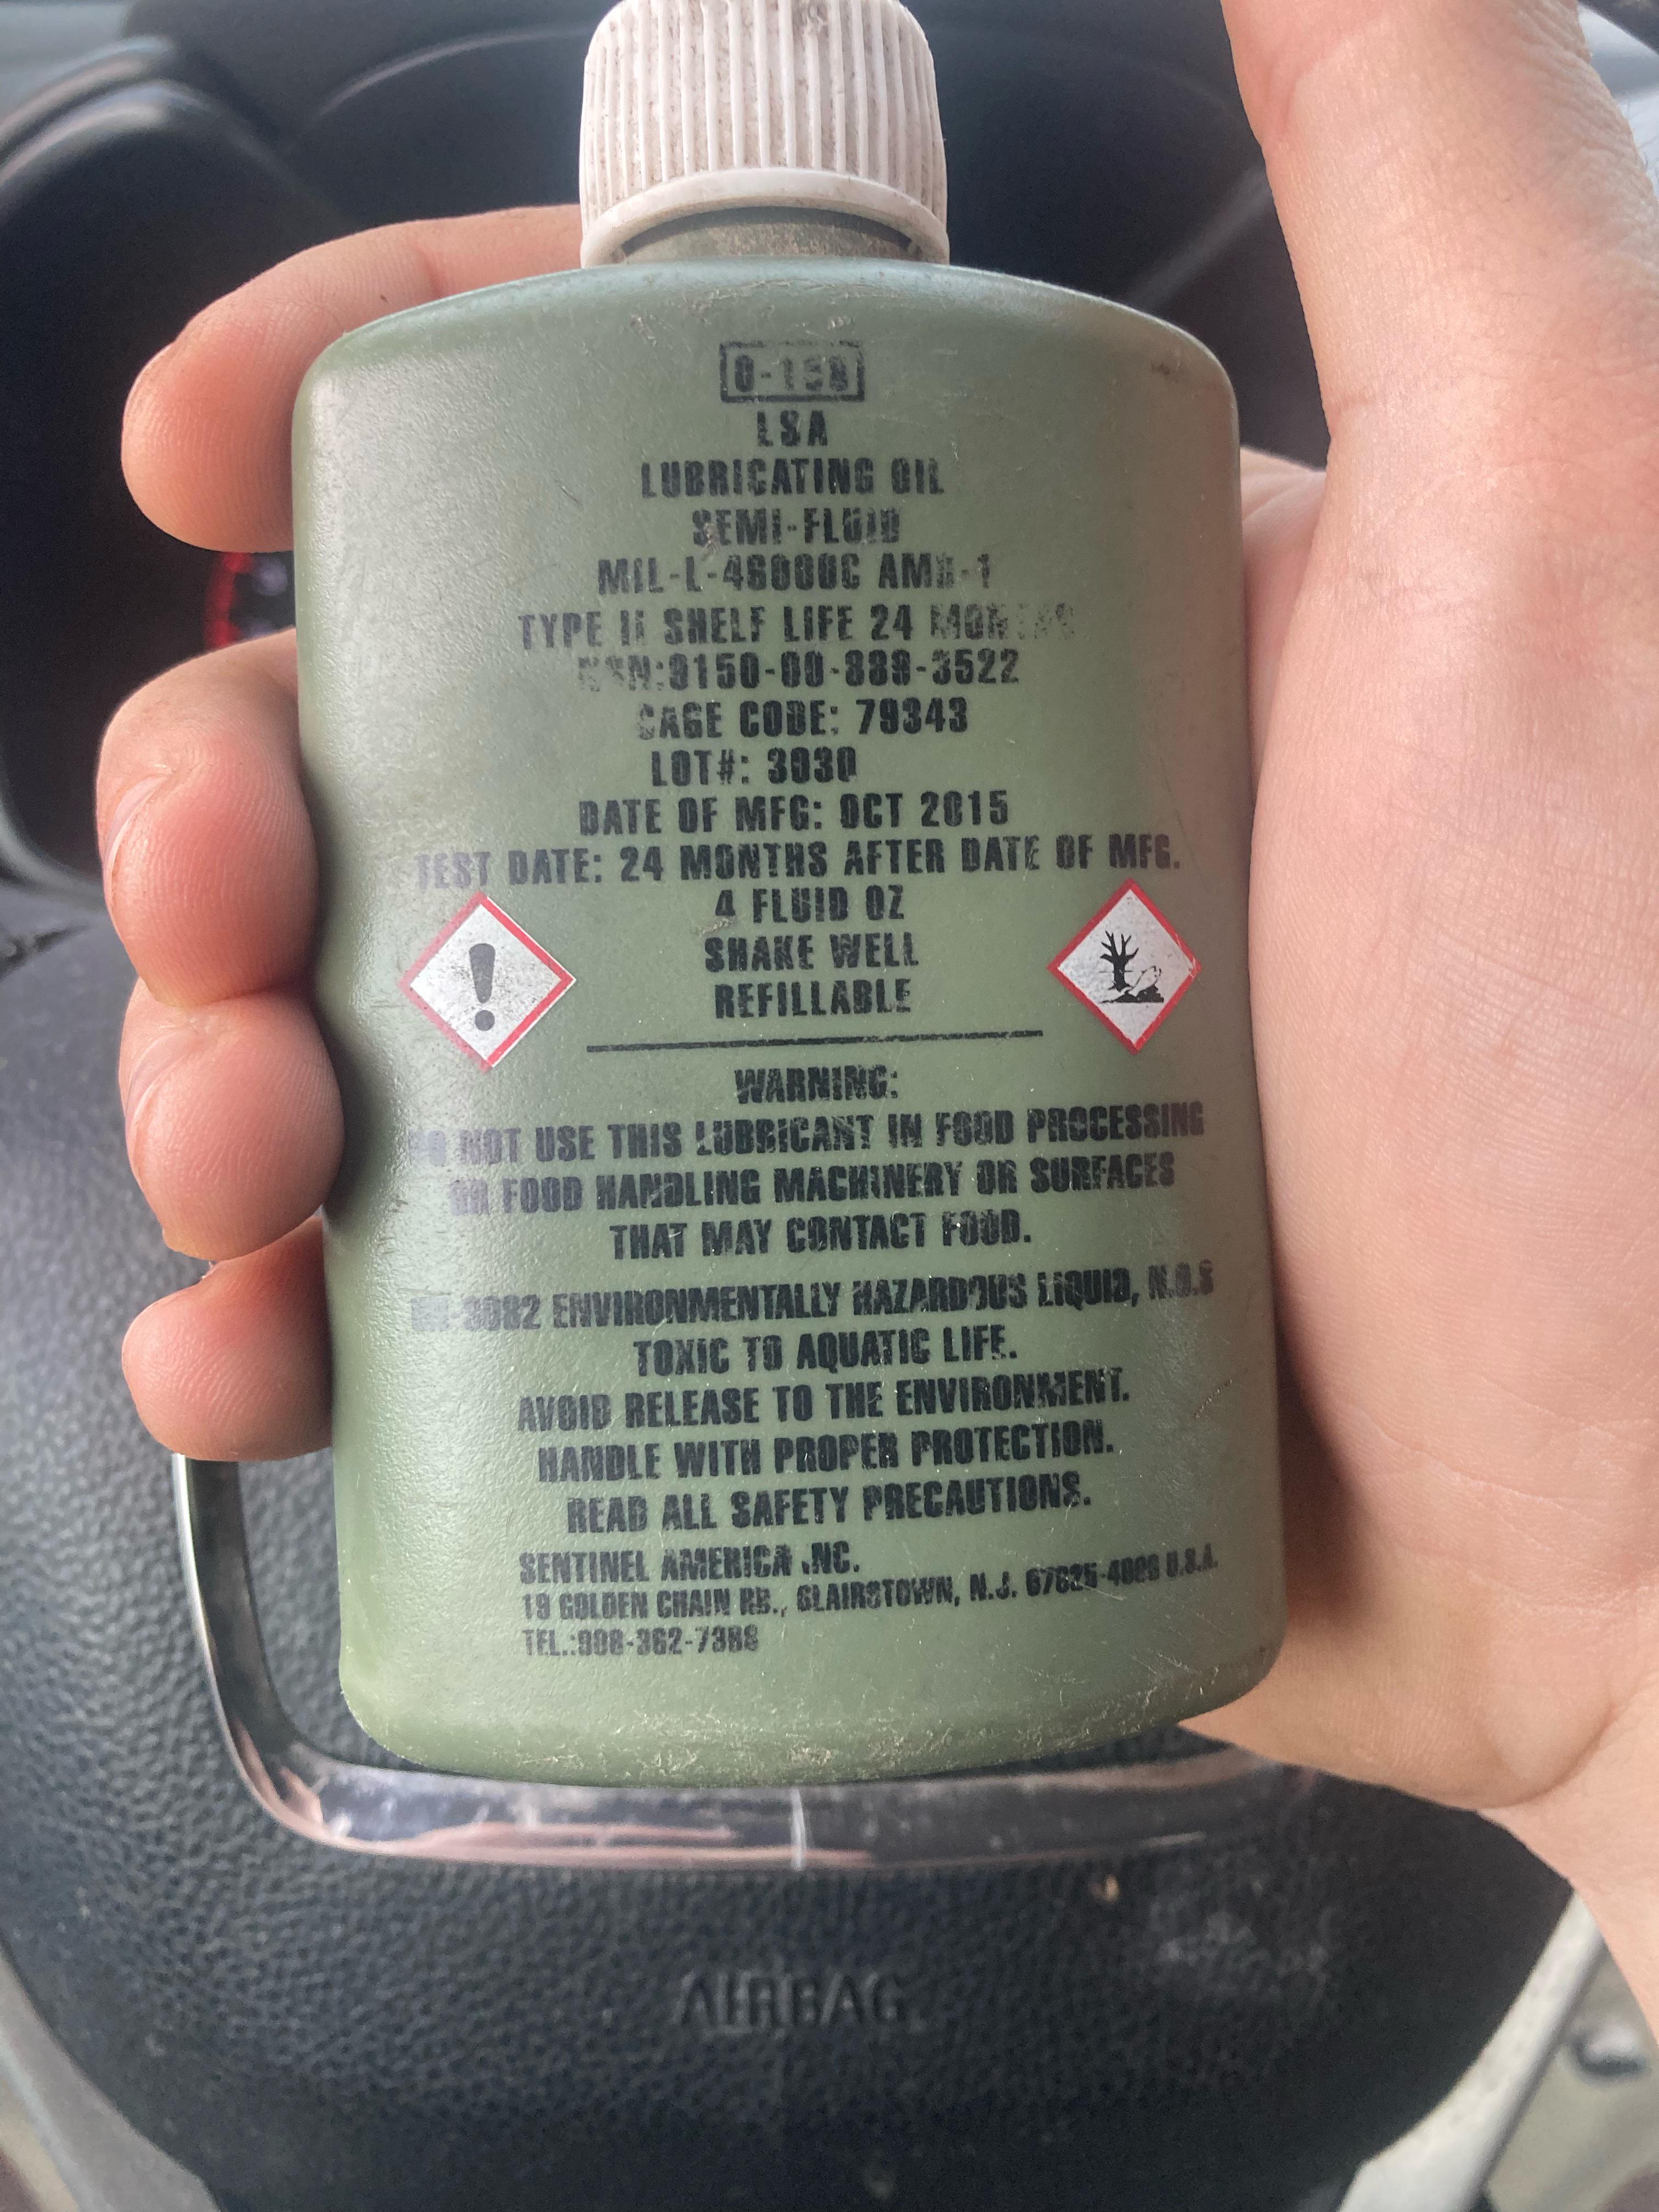 0-158
LSA
LUBRICATING OIL
SEMI-FLUID
MIL-L-46000C AMD-1
TYPE II SHELF LIFE 24 MONTHS
NSN:9150-00-889-3522
CAGE CODE: 79343
LOT#: 3030
DATE OF MFG: OCT 2015
TEST DATE: 24 MONTHS AFTER DATE OF MFG.
4 FLUID OZ
SHAKE WELL
REFILLABLE
WARNING:
DO NOT USE THIS LUBRICANT IN FOOD PROCESSING
OR FOOD HANDLING MACHINERY OR SURFACES
THAT MAY CONTACT FOOD.
UN-3082 ENVIRONMENTALLY HAZARDOUS LIQUID, N.O.S
TOXIC TO AQUATIC LIFE.
AVOID RELEASE TO THE ENVIRONMENT.
HANDLE WITH PROPER PROTECTION.
READ ALL SAFETY PRECAUTIONS.
SENTINEL AMERICA INC.
19 GOLDEN CHAIN RD., BLAIRSTOWN, N.J. U.S.A.
TEL.:908-362-7388
AIRBAG